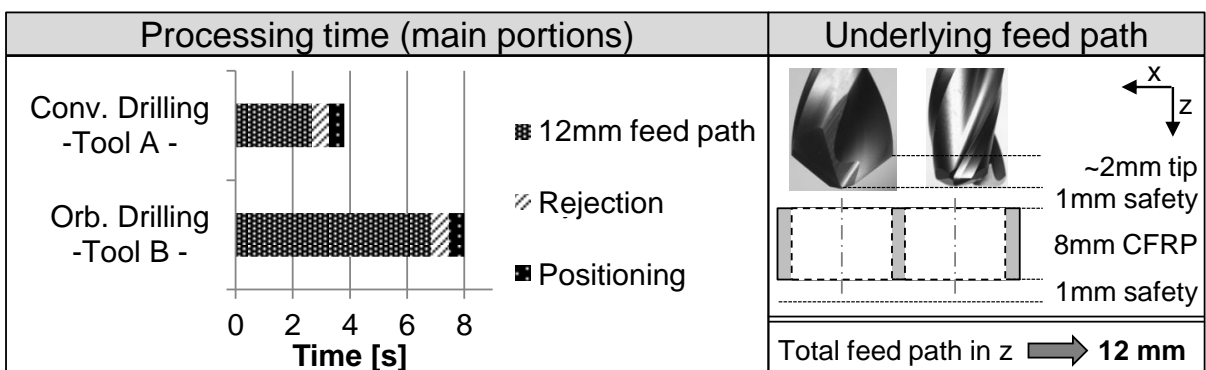 Processing time (main portions)
Underlying feed path
Conv. Drilling
-Tool A -
Orb. Drilling
-Tool B -
0 2 4 6 8
Time [s]
12mm feed path
Rejection
Positioning
x
z
~2mm tip
1mm safety
8mm CFRP
1mm safety
Total feed path in z 12 mm